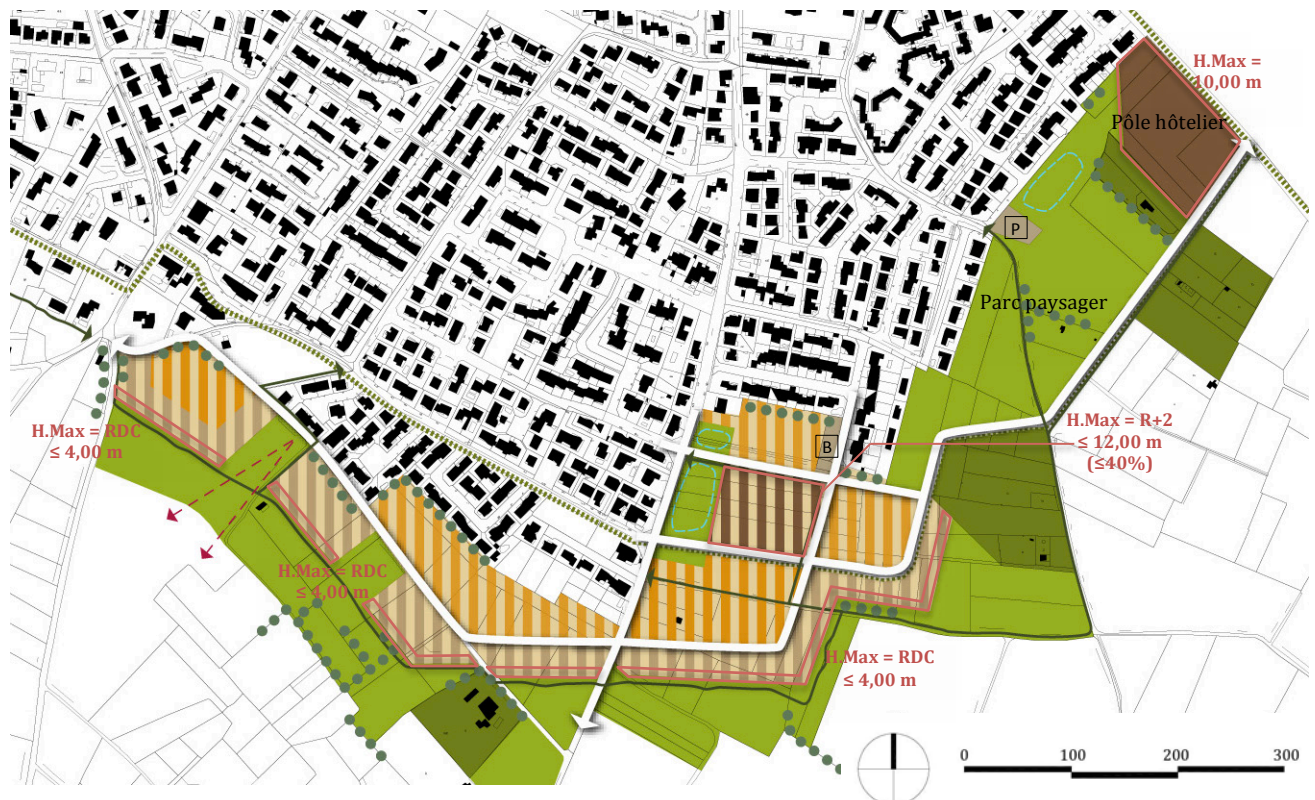 H.Max =
10,00 m
Pôle hôtelier
P
Parc paysager
H.Max = R+2
≤ 12,00 m
(≤40%)
H.Max = RDC
≤ 4,00 m
B
H.Max = RDC
≤ 4,00 m
H.Max = RDC
≤ 4,00 m
0 100 200 300